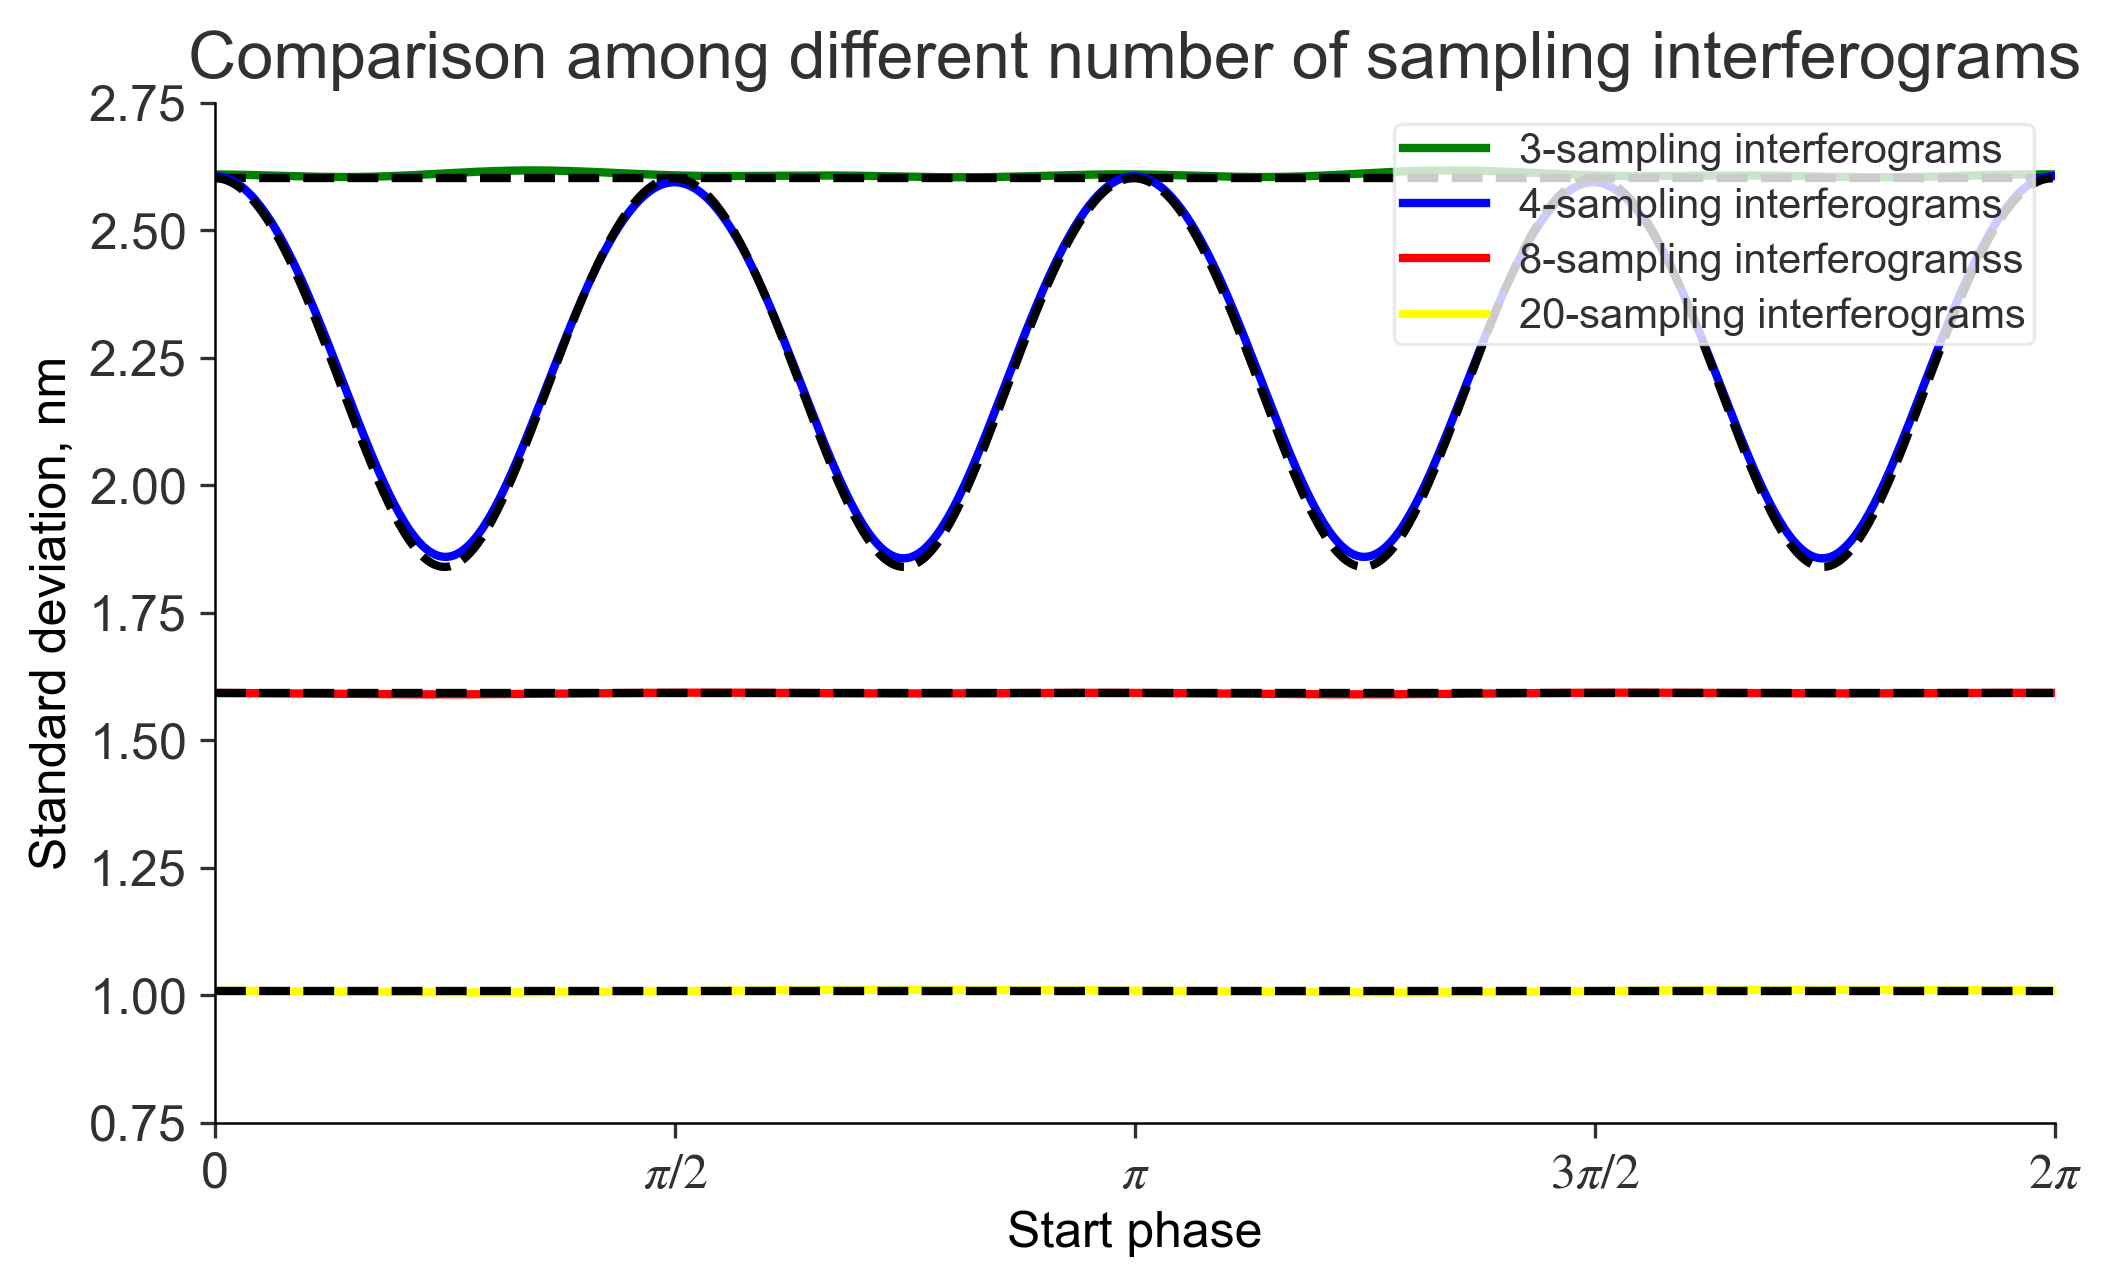 Comparison among different number of sampling interferograms
2.75
2.50
2.25
2.00
1.75
1.50
1.25
1.00
0.75
Standard deviation, nm
3-sampling interferograms
4-sampling interferograms
8-sampling interferogramss
20-sampling interferograms
0
π/2
π
3π/2
2π
Start phase